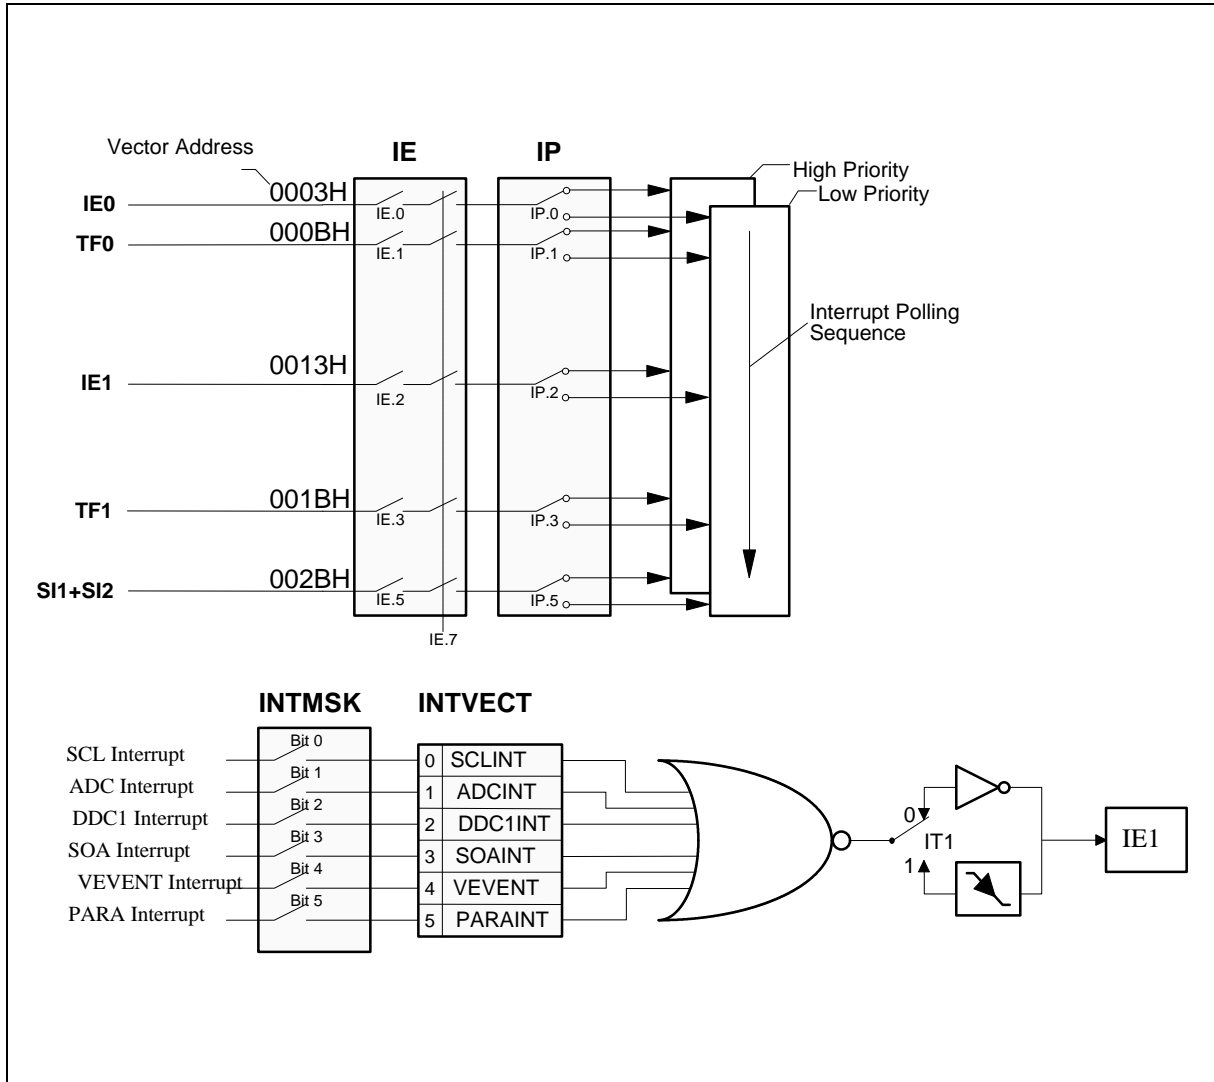 Vector Address
IE
IP
High Priority
Low Priority
IE0
0003H
IE.0
IP.0
TF0
000BH
IE.1
IP.1
Interrupt Polling
Sequence
IE1
0013H
IE.2
IP.2
TF1
001BH
IE.3
IP.3
SI1+SI2
002BH
IE.5
IP.5
IE.7
INTMSK
INTVECT
SCL Interrupt
Bit 0
0 SCLINT
ADC Interrupt
Bit 1
1 ADCINT
DDC1 Interrupt
Bit 2
2 DDC1INT
SOA Interrupt
Bit 3
3 SOAINT
VEVENT Interrupt
Bit 4
4 VEVENT
PARA Interrupt
Bit 5
5 PARAINT
0
IT1
1
IE1